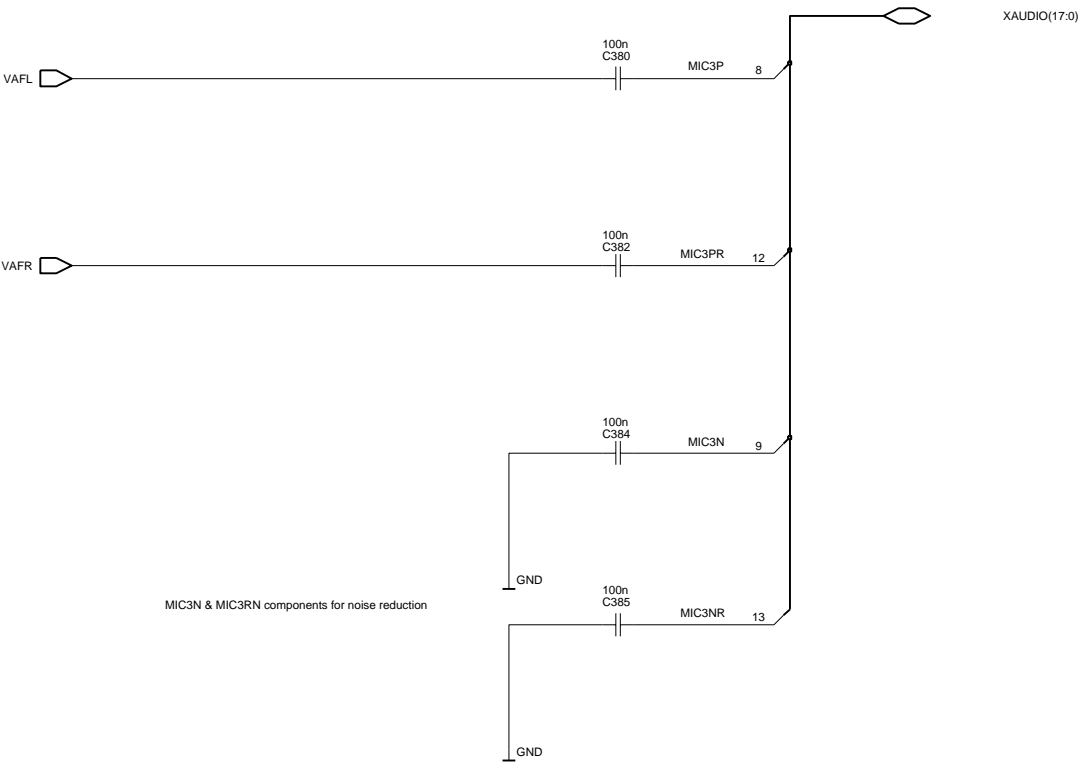 XAUDIO(17:0)
100n
C380
MIC3P
8
VAFL
100n
C382
MIC3PR
12
VAFR
100n
C384
MIC3N
9
GND
100n
C385
MIC3NR
13
MIC3N & MIC3RN components for noise reduction
GND